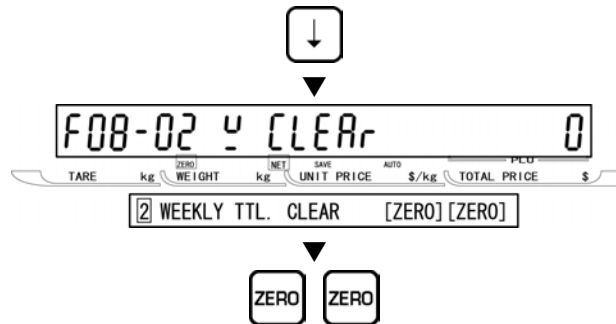 ↓
F08-02 y CLEAr 0
ZERO NET SAVE AUTO PLU
TARE kg WEIGHT kg UNIT PRICE $/kg TOTAL PRICE $
2 WEEKLY TTL. CLEAR [ZERO][ZERO]
ZERO ZERO